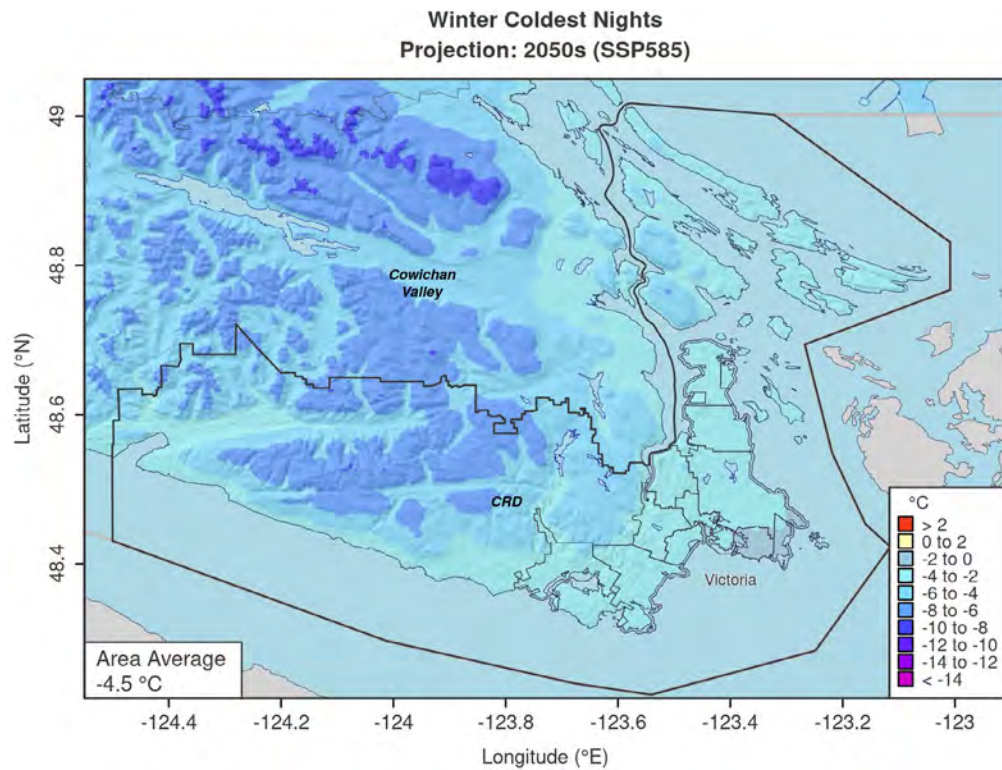 Winter Coldest Nights
Projection: 2050s (SSP585)
49
48.8
48.6
48.4
Latitude (°N)
Cowichan
Valley
CRD
Victoria
°C
> 2
0 to 2
-2 to 0
-4 to -2
-6 to -4
-8 to -6
-10 to -8
-12 to -10
-14 to -12
< -14
Area Average
-4.5 °C
-124.4
-124.2
-124
-123.8
-123.6
-123.4
-123.2
-123
Longitude (°E)